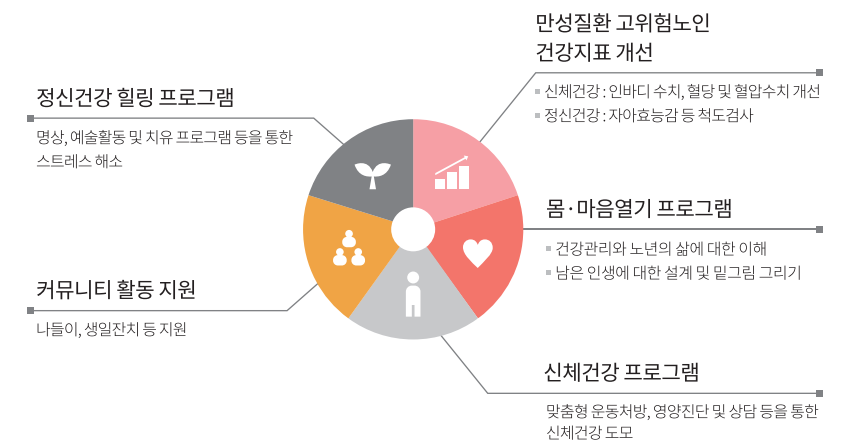 만성질환 고위험노인
건강지표 개선
신체건강 : 인바디 수치, 혈당 및 혈압수치 개선
정신건강 : 자아효능감 등 척도검사
정신건강 힐링 프로그램
명상, 예술활동 및 치유 프로그램 등을 통한
스트레스 해소
몸·마음열기 프로그램
건강관리와 노년의 삶에 대한 이해
남은 인생에 대한 설계 및 밑그림 그리기
커뮤니티 활동 지원
나들이, 생일잔치 등 지원
신체건강 프로그램
맞춤형 운동처방, 영양진단 및 상담 등을 통한
신체건강 도모